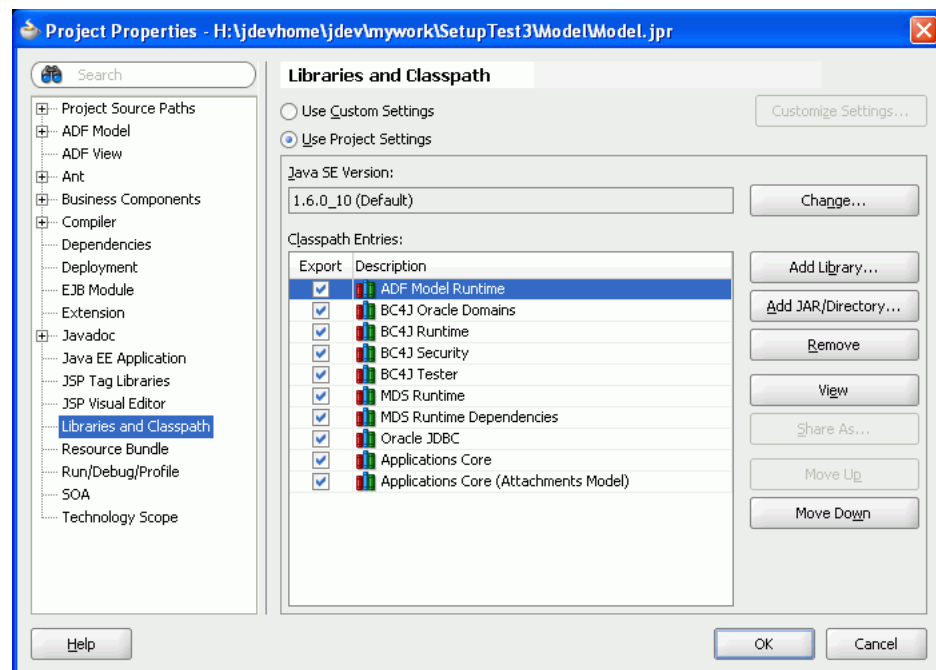 Project Properties - H:\jdevhome\jdev\mywork\SetupTest3\Model\Model.jpr
Search
Project Source Paths
ADF Model
ADF View
Ant
Business Components
Compiler
Dependencies
Deployment
EJB Module
Extension
Javadoc
Java EE Application
JSP Tag Libraries
JSP Visual Editor
Libraries and Classpath
Resource Bundle
Run/Debug/Profile
SOA
Technology Scope
Libraries and Classpath
Use Custom Settings
Customize Settings...
Use Project Settings
Java SE Version:
1.6.0_10 (Default)
Change...
Classpath Entries:
Export Description
ADF Model Runtime
BC4J Oracle Domains
BC4J Runtime
BC4J Security
BC4J Tester
MDS Runtime
MDS Runtime Dependencies
Oracle JDBC
Applications Core
Applications Core (Attachments Model)
Add Library...
Add JAR/Directory...
Remove
View
Share As...
Move Up
Move Down
Help
OK
Cancel